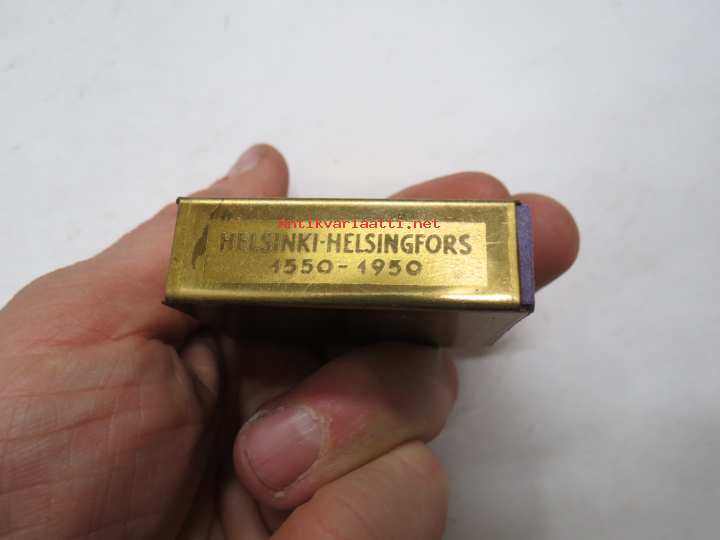 Antikvariaatti.net
HELSINKI-HELSINGFORS
1550-1950